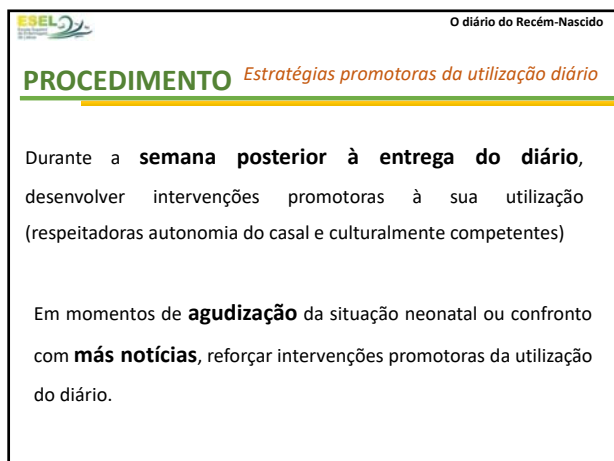 ESEL
O diário do Recém-Nascido
PROCEDIMENTO Estratégias promotoras da utilização diário
Durante a semana posterior à entrega do diário,
desenvolver intervenções promotoras à sua utilização
(respeitadoras autonomia do casal e culturalmente competentes)
Em momentos de agudização da situação neonatal ou confronto
com más notícias, reforçar intervenções promotoras da utilização
do diário.